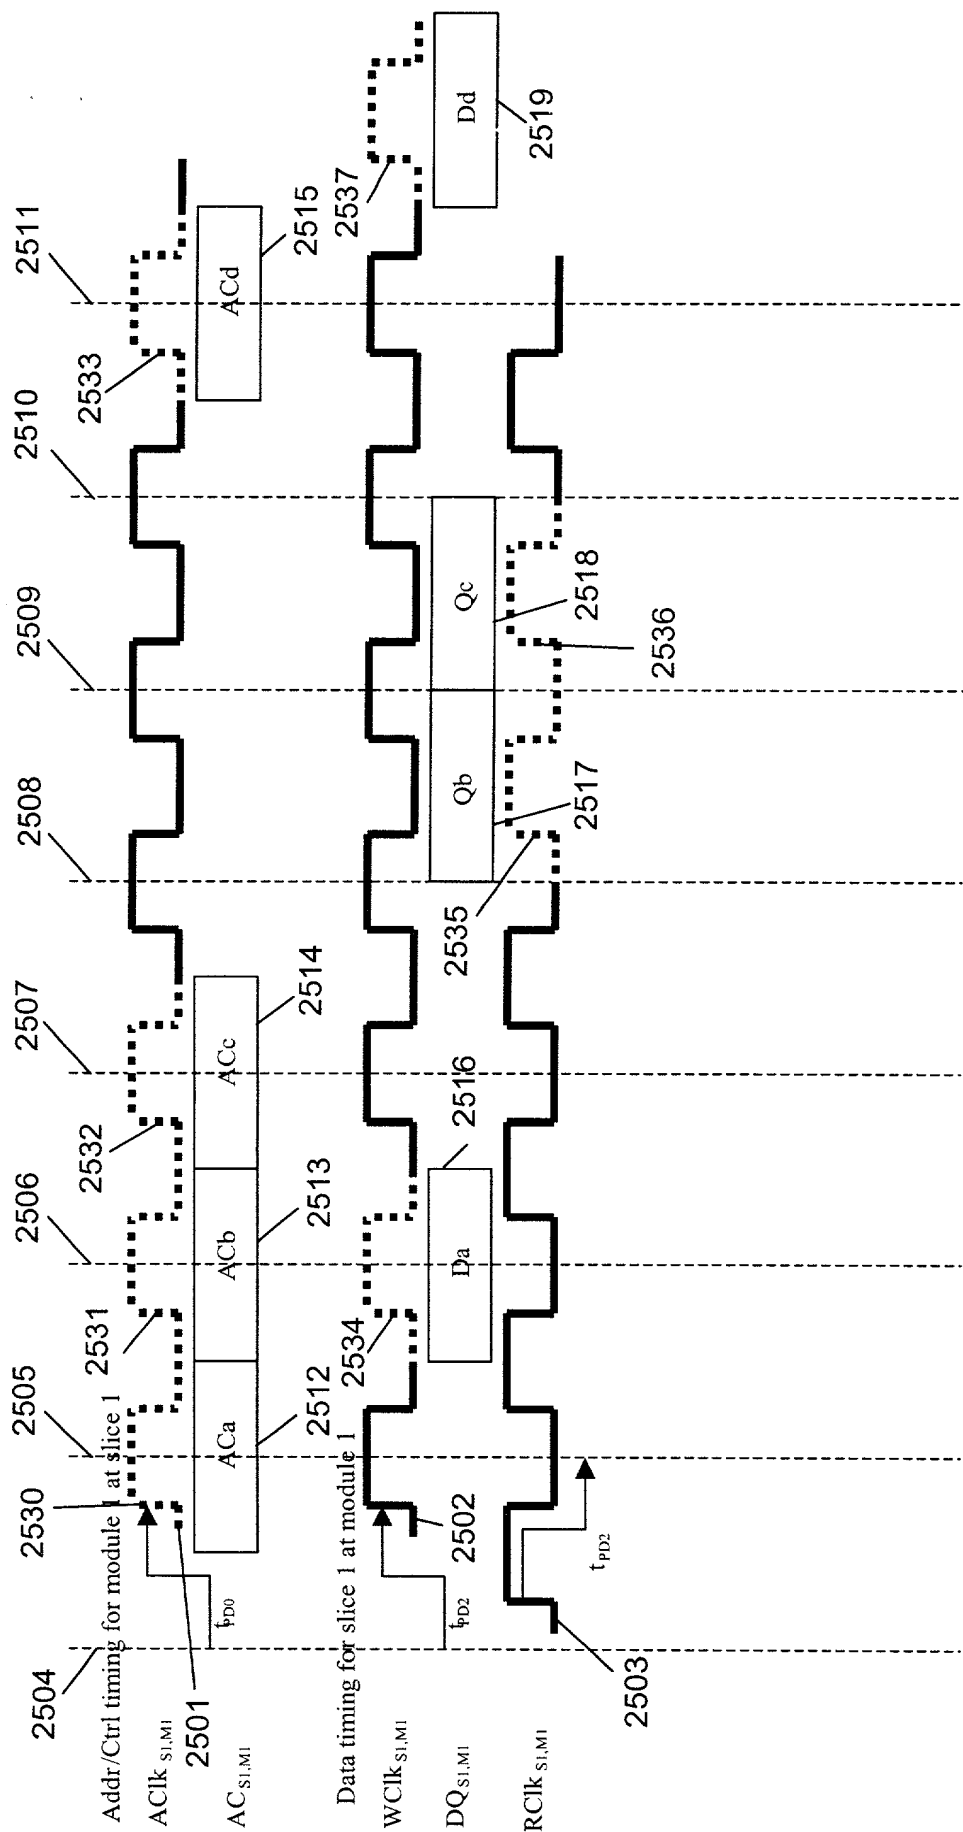 2504
2505
2506
2507
2508
2509
2510
2511
Addr/Ctrl timing for module 1 at slice 1
2530
2531
2532
2533
AClk S1,M1
2501
tPD0
AC S1,M1
ACa
ACb
ACc
ACd
2512
2513
2514
2515
Data timing for slice 1 at module 1
2534
2537
WClk S1,M1
2502
tPD2
DQ S1,M1
Da
Qb
Qc
Dd
2516
2517
2518
2519
2535
2536
RClk S1,M1
2503
tPD2